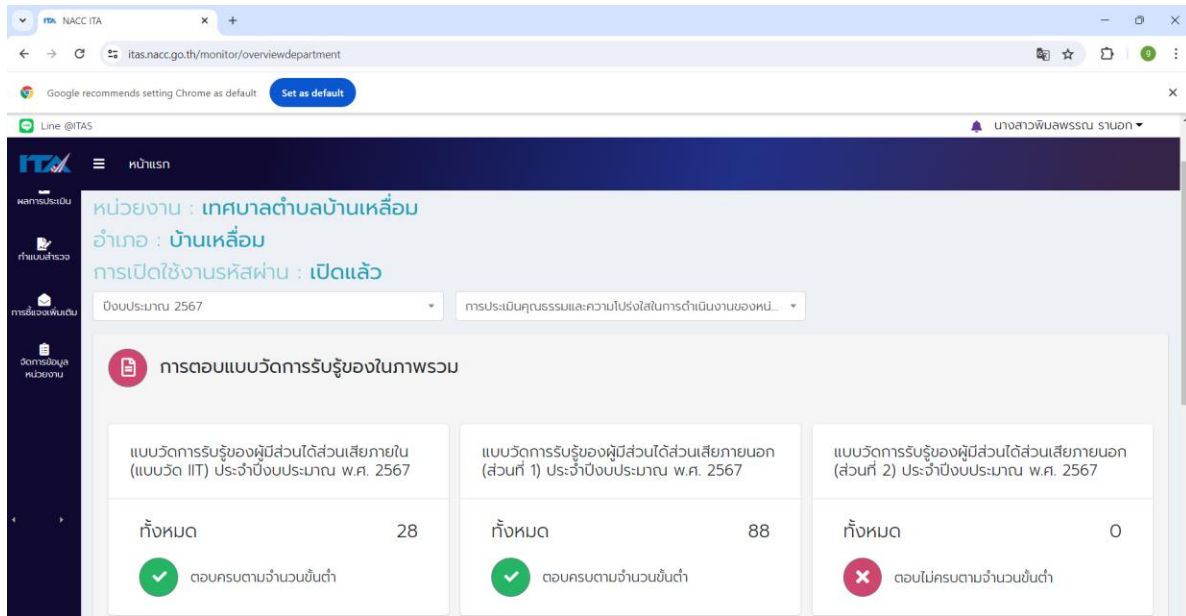 ITA NACC ITA
itas.nacc.go.th/monitor/overviewdepartment
g
Google recommends setting Chrome as default Set as default
Line @ITAS
นางสาวพิมลพรรณ รานอก
ITA หน้าแรก
ผลการประเมิน
ทำแบบสำรวจ
การชี้แจงเพิ่มเติม
จัดการข้อมูล
หน่วยงาน
หน่วยงาน : เทศบาลตำบลบ้านเหลื่อม
อำเภอ : บ้านเหลื่อม
การเปิดใช้งานรหัสผ่าน : เปิดแล้ว
ปีงบประมาณ 2567
การประเมินคุณธรรมและความโปร่งใสในการดำเนินงานของหน่...
การตอบแบบวัดการรับรู้ของในภาพรวม
แบบวัดการรับรู้ของผู้มีส่วนได้ส่วนเสียภายใน
(แบบวัด IIT) ประจำปีงบประมาณ พ.ศ. 2567
ทั้งหมด 28
ตอบครบตามจำนวนขั้นต่ำ
แบบวัดการรับรู้ของผู้มีส่วนได้ส่วนเสียภายนอก
(ส่วนที่ 1) ประจำปีงบประมาณ พ.ศ. 2567
ทั้งหมด 88
ตอบครบตามจำนวนขั้นต่ำ
แบบวัดการรับรู้ของผู้มีส่วนได้ส่วนเสียภายนอก
(ส่วนที่ 2) ประจำปีงบประมาณ พ.ศ. 2567
ทั้งหมด 0
ตอบไม่ครบตามจำนวนขั้นต่ำ